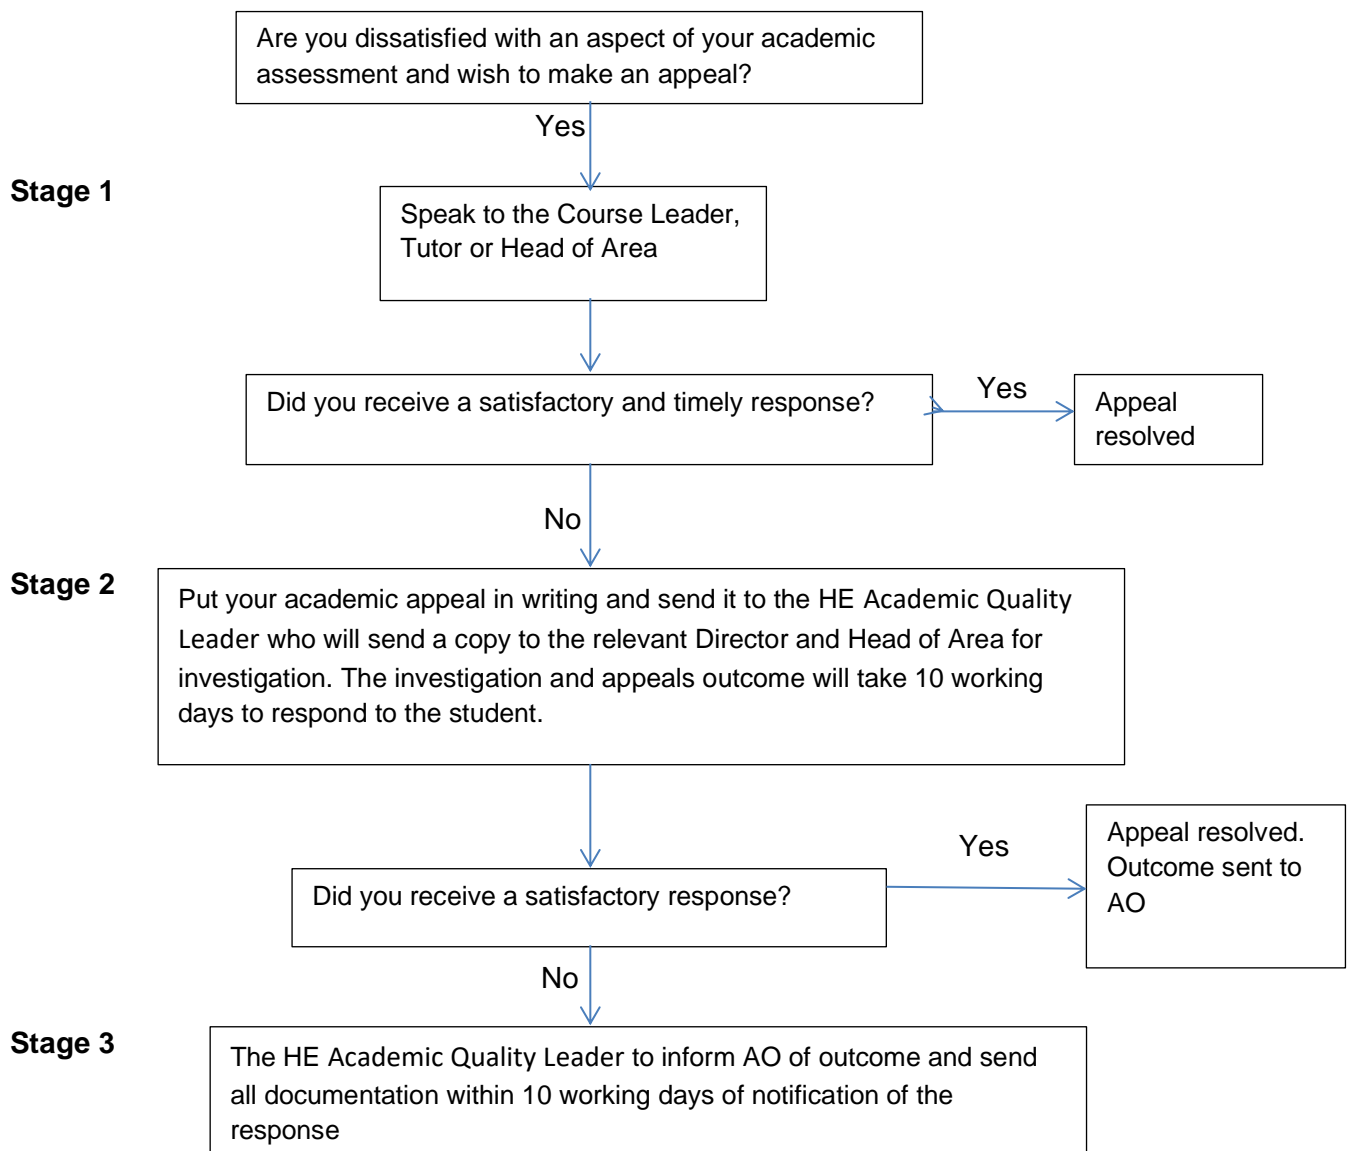 Are you dissatisfied with an aspect of your academic
assessment and wish to make an appeal?
Yes
Stage 1
Speak to the Course Leader,
Tutor or Head of Area
Did you receive a satisfactory and timely response?
Yes
Appeal
resolved
No
Stage 2
Put your academic appeal in writing and send it to the HE Academic Quality
Leader who will send a copy to the relevant Director and Head of Area for
investigation. The investigation and appeals outcome will take 10 working
days to respond to the student.
Did you receive a satisfactory response?
Yes
Appeal resolved.
Outcome sent to
AO
No
Stage 3
The HE Academic Quality Leader to inform AO of outcome and send
all documentation within 10 working days of notification of the
response